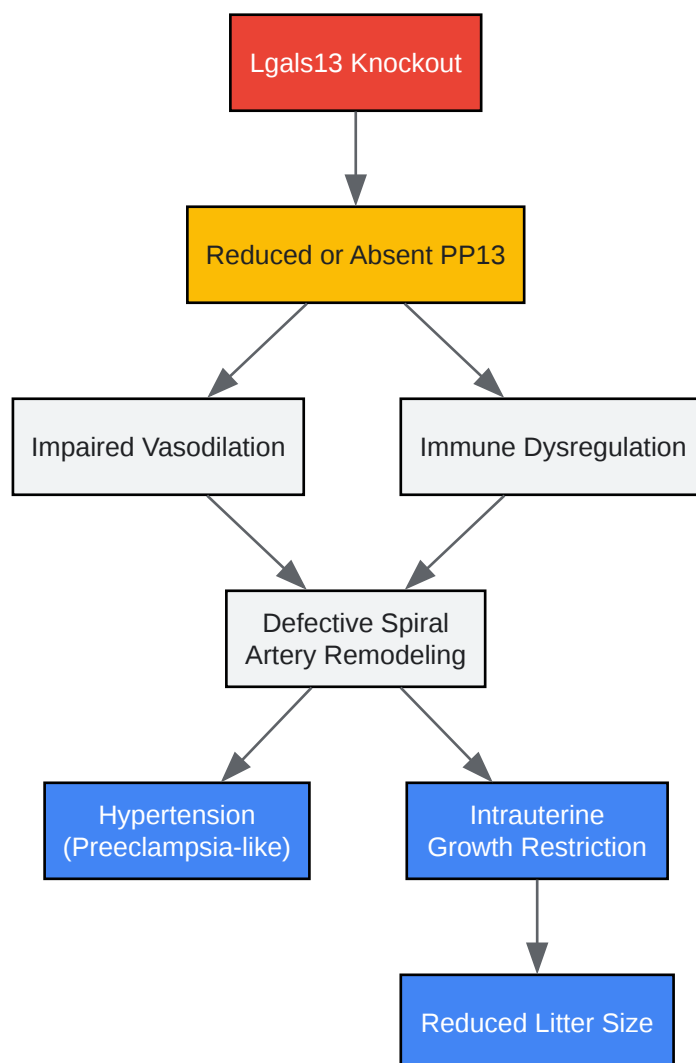 Lgals13 Knockout
Reduced or Absent PP13
Impaired Vasodilation
Immune Dysregulation
Defective Spiral
Artery Remodeling
Hypertension
(Preeclampsia-like)
Intrauterine
Growth Restriction
Reduced Litter Size